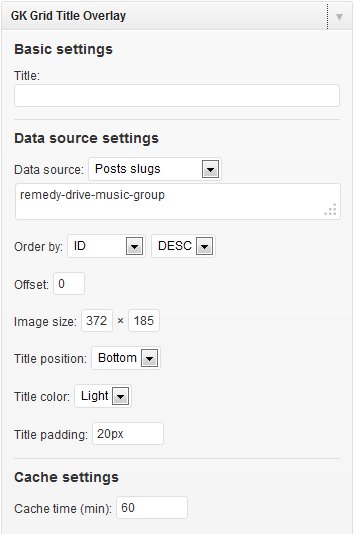 GK Grid Title Overlay
Basic settings
Title:
Data source settings
Data source: Posts slugs
remedy-drive-music-group
Order by: ID DESC
Offset: 0
Image size: 372 × 185
Title position: Bottom
Title color: Light
Title padding: 20px
Cache settings
Cache time (min): 60